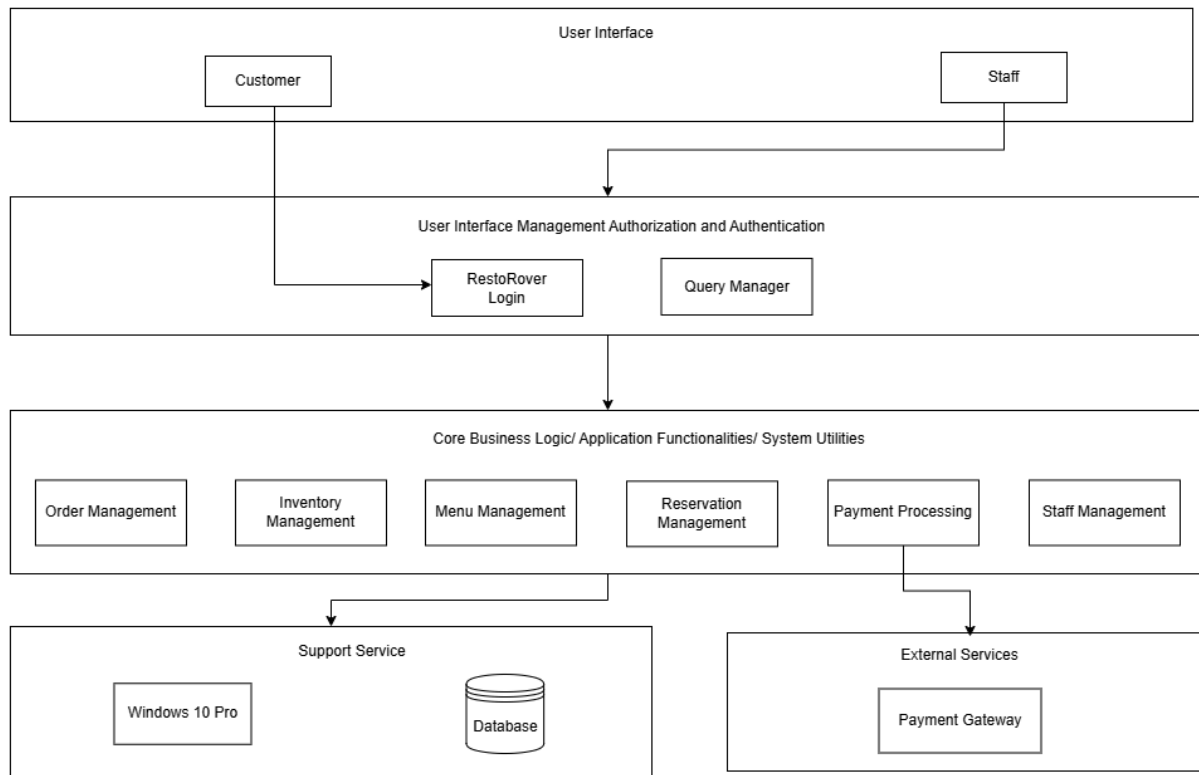 User Interface
Customer
Staff
User Interface Management Authorization and Authentication
RestoRover
Login
Query Manager
Core Business Logic/ Application Functionalities/ System Utilities
Order Management
Inventory
Management
Menu Management
Reservation
Management
Payment Processing
Staff Management
Support Service
Windows 10 Pro
Database
External Services
Payment Gateway